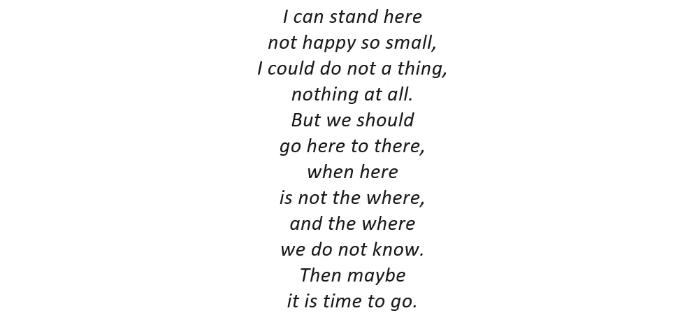 I can stand here
not happy so small,
I could do not a thing,
nothing at all.
But we should
go here to there,
when here
is not the where,
and the where
we do not know.
Then maybe
it is time to go.